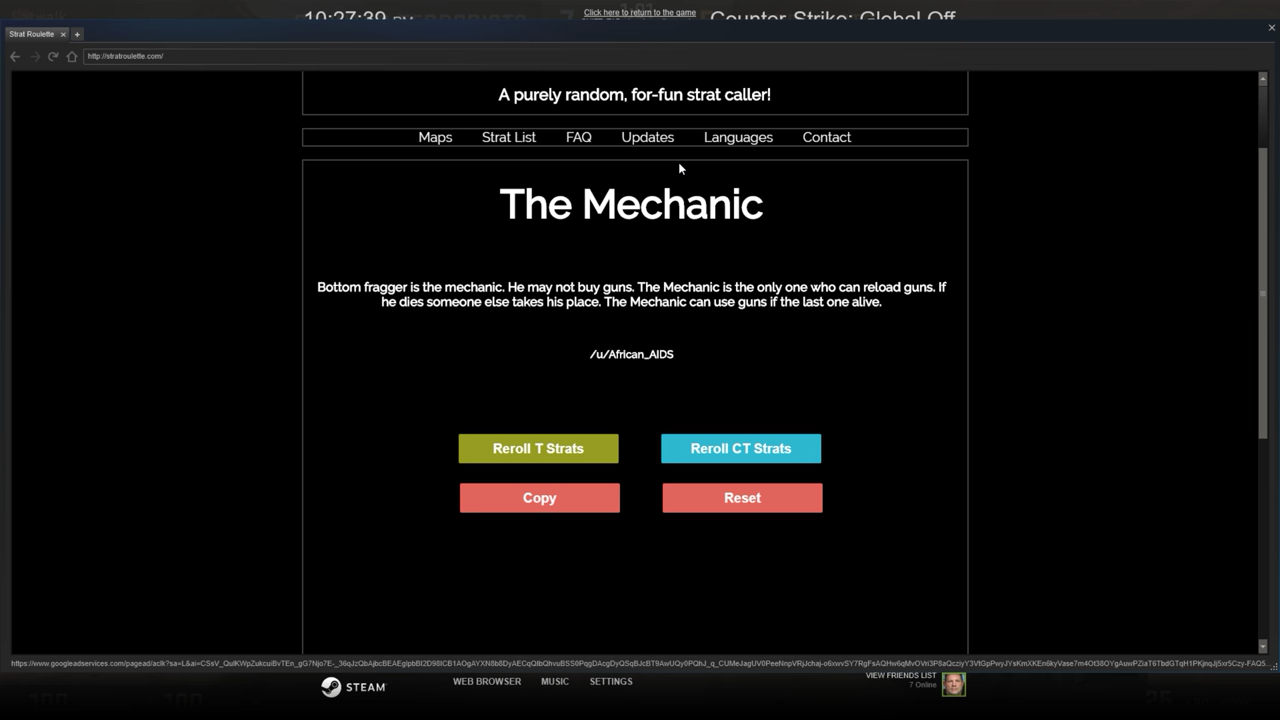 10:27:39 PM
Click here to return to the game
Counter Strike: Global Off
Strat Roulette
http://stratroulette.com/
A purely random, for-fun strat caller!
Maps Strat List FAQ Updates Languages Contact
The Mechanic
Bottom fragger is the mechanic. He may not buy guns. The Mechanic is the only one who can reload guns. If
he dies someone else takes his place. The Mechanic can use guns if the last one alive.
/u/African_AIDS
Reroll T Strats Reroll CT Strats
Copy Reset
STEAM
WEB BROWSER MUSIC SETTINGS
VIEW FRIENDS LIST
7 Online